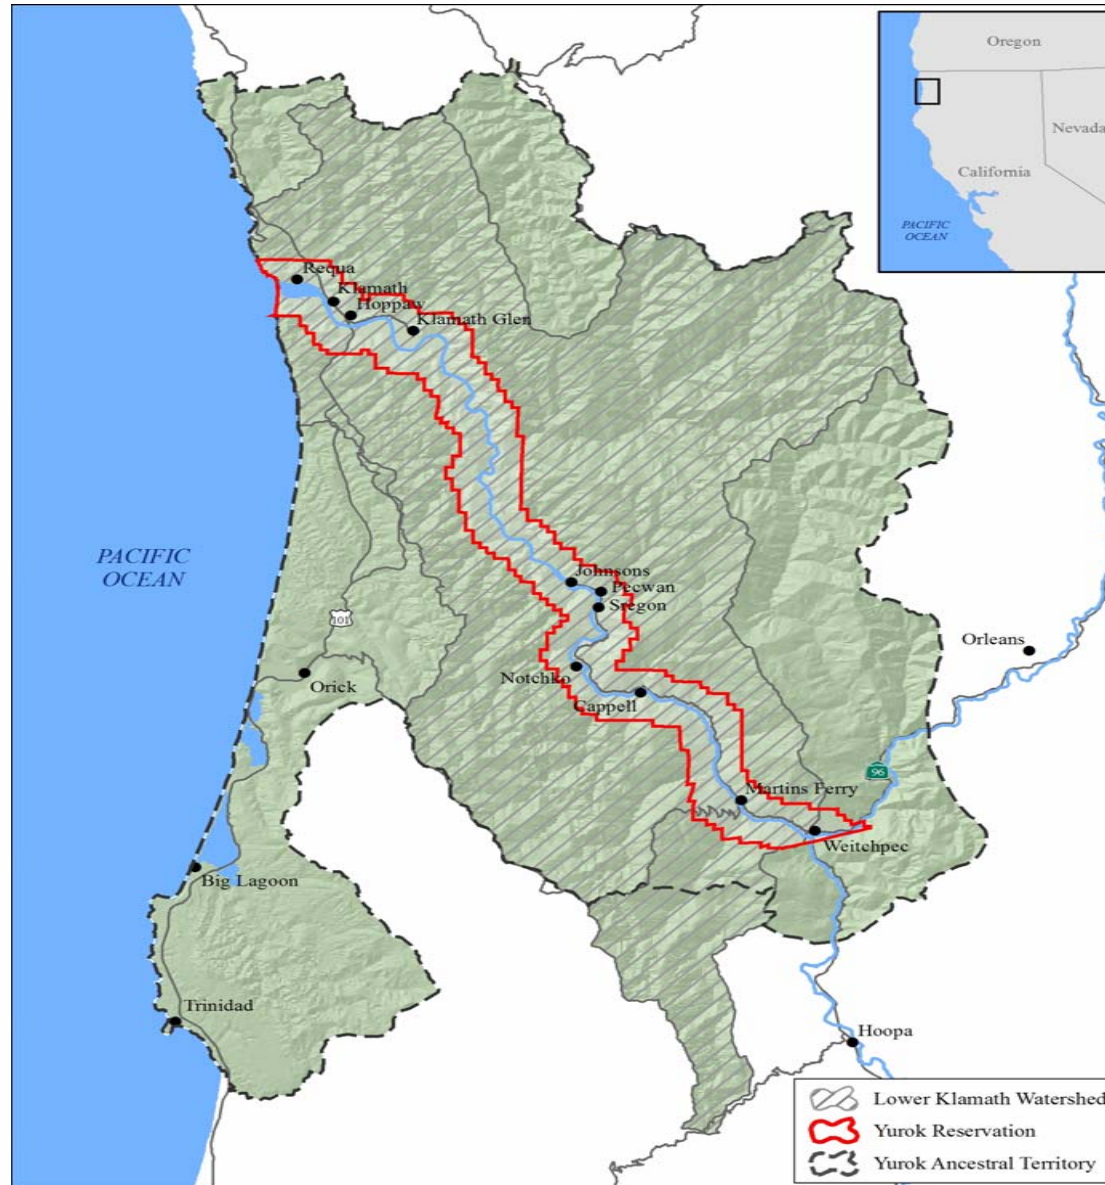 Oregon
Nevada
California
PACIFIC
OCEAN
Requa
Klamath
Hoppaw
Klamath Glen
PACIFIC
OCEAN
Johnsons
Pecwan
Sregon
101
Orleans
Notchko
Orick
Cappell
96
Martins Ferry
Weitchpec
Big Lagoon
Trinidad
Hoopa
Lower Klamath Watershed
Yurok Reservation
Yurok Ancestral Territory